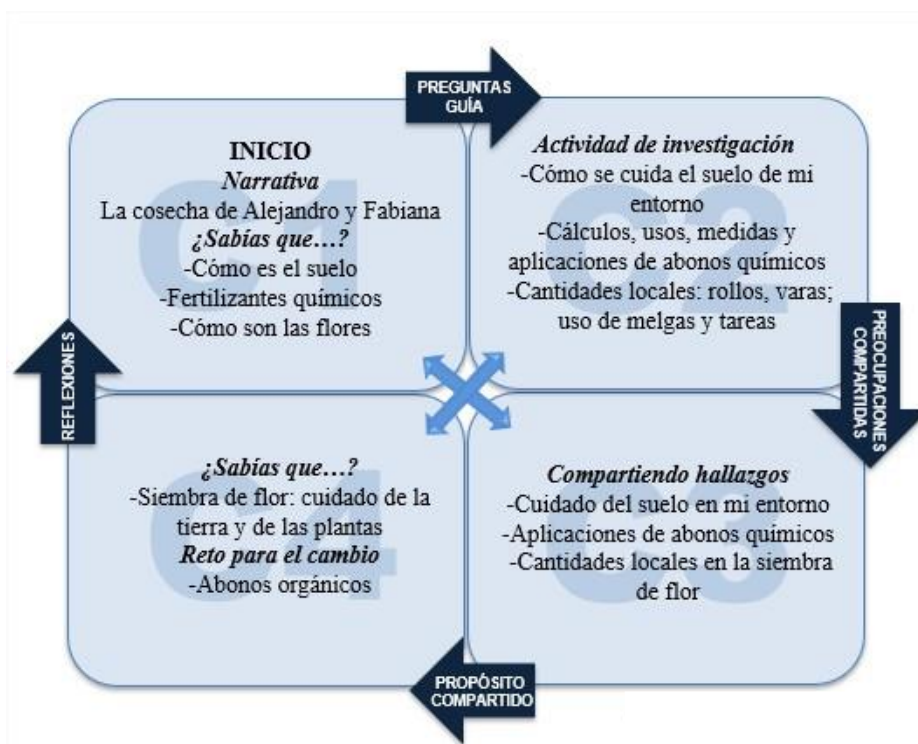 PREGUNTAS
GUÍA
C1
INICIO
Narrativa
La cosecha de Alejandro y Fabiana
¿Sabías que…?
-Cómo es el suelo
-Fertilizantes químicos
-Cómo son las flores
C2
Actividad de investigación
-Cómo se cuida el suelo de mi
entorno
-Cálculos, usos, medidas y
aplicaciones de abonos químicos
-Cantidades locales: rollos, varas;
uso de melgas y tareas
PREOCUPACIONES
COMPARTIDAS
C3
Compartiendo hallazgos
-Cuidado del suelo en mi entorno
-Aplicaciones de abonos químicos
-Cantidades locales en la siembra
de flor
PROPÓSITO
COMPARTIDO
C4
¿Sabías que…?
-Siembra de flor: cuidado de la
tierra y de las plantas
Reto para el cambio
-Abonos orgánicos
REFLEXIONES